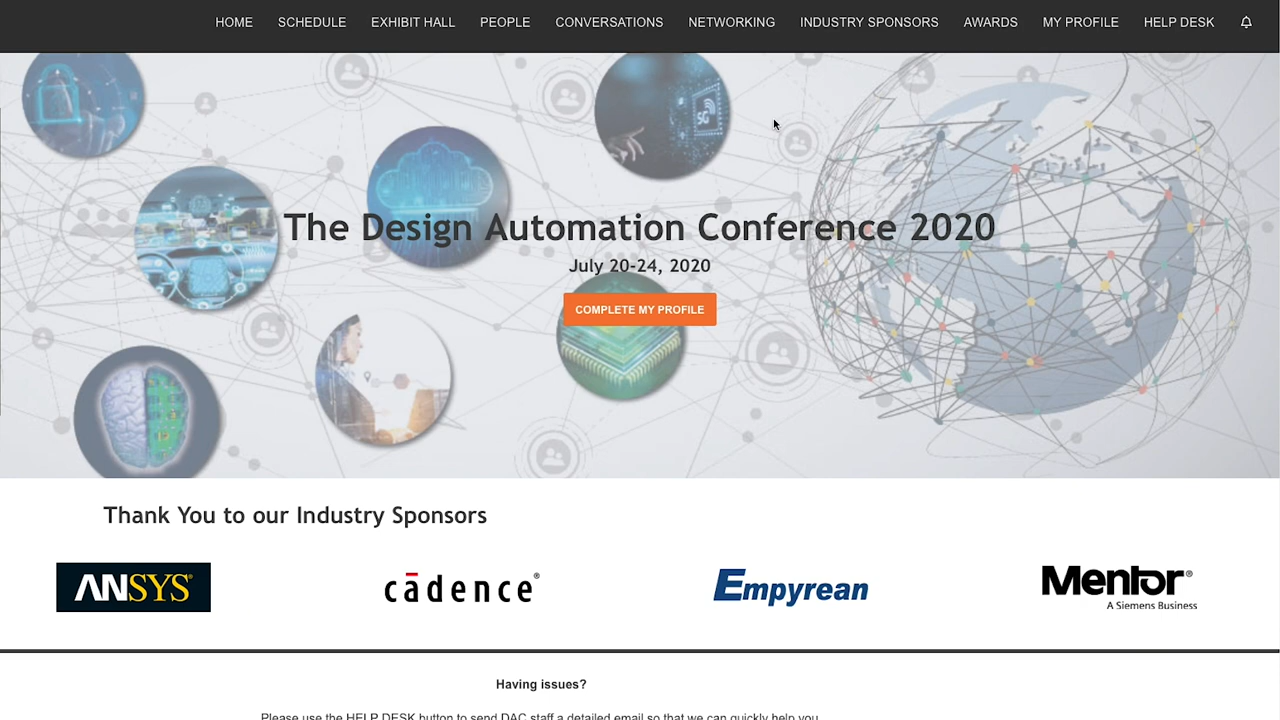 HOME SCHEDULE EXHIBIT HALL PEOPLE CONVERSATIONS NETWORKING INDUSTRY SPONSORS AWARDS MY PROFILE HELP DESK
5G
The Design Automation Conference 2020
July 20-24, 2020
COMPLETE MY PROFILE
Thank You to our Industry Sponsors
ANSYS® cādence® Empyrean Mentor®
A Siemens Business
Having issues?
Please use the HELP DESK button to send DAC staff a detailed email so that we can quickly help you